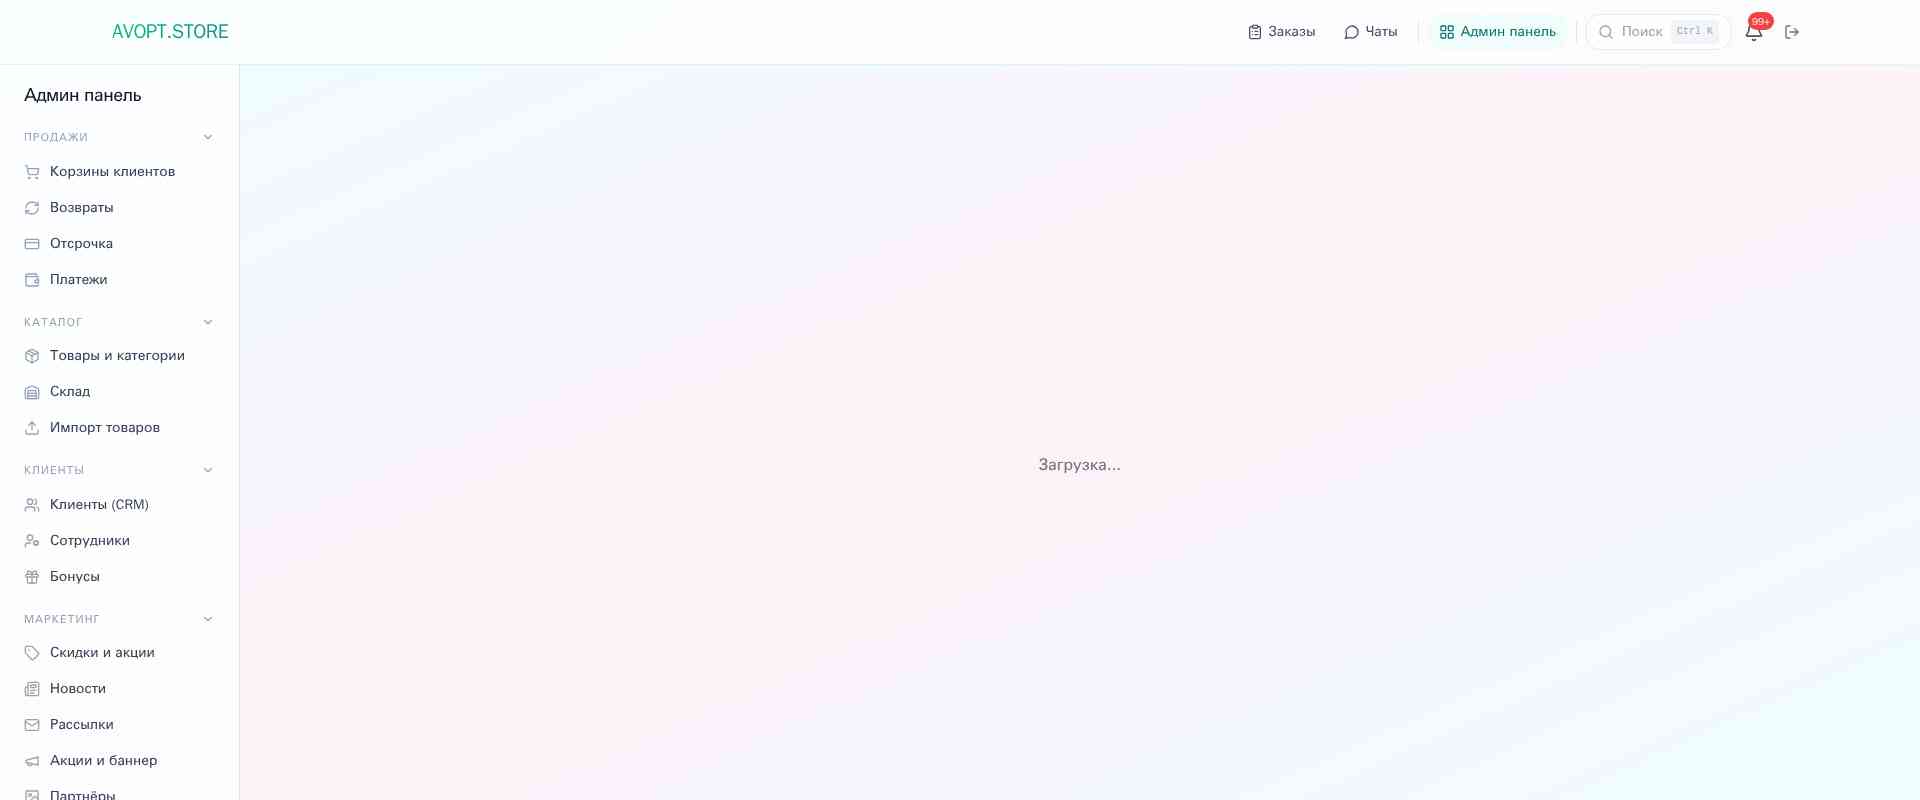 AVOPT.STORE
Заказы
Чаты
Админ панель
Поиск
Ctrl K
99+
Админ панель
ПРОДАЖИ
Корзины клиентов
Возвраты
Отсрочка
Платежи
КАТАЛОГ
Товары и категории
Склад
Импорт товаров
КЛИЕНТЫ
Клиенты (CRM)
Сотрудники
Бонусы
МАРКЕТИНГ
Скидки и акции
Новости
Рассылки
Акции и баннер
Партнёры
Загрузка...